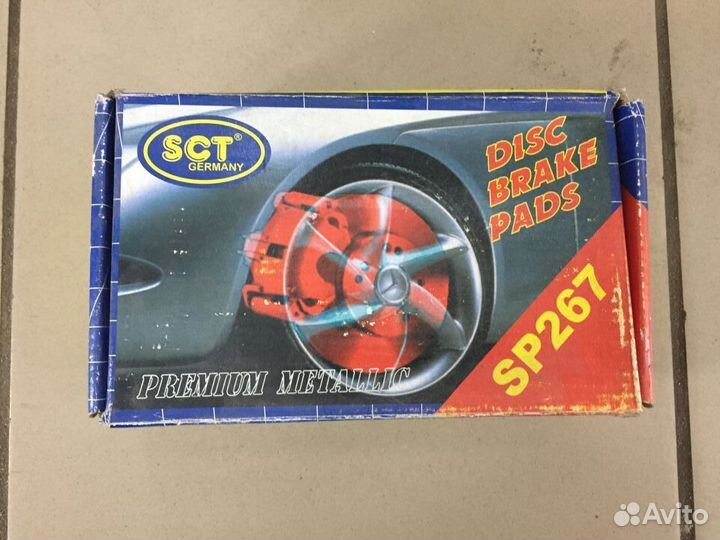 SCT®
GERMANY
DISC
BRAKE
PADS
SP267
PREMIUM METALLIC
Avito